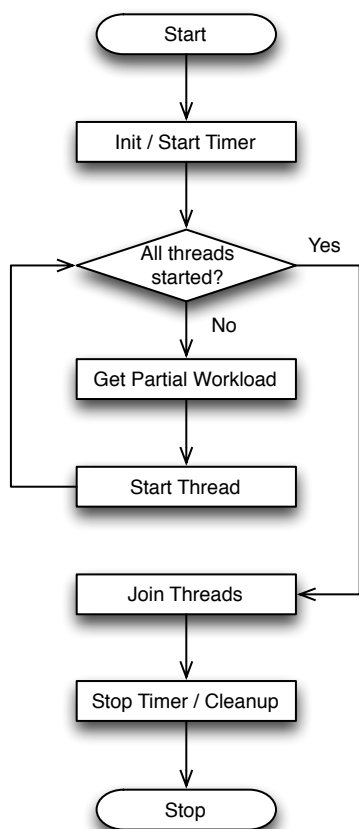 Start
Init / Start Timer
All threads
started?
Yes
No
Get Partial Workload
Start Thread
Join Threads
Stop Timer / Cleanup
Stop